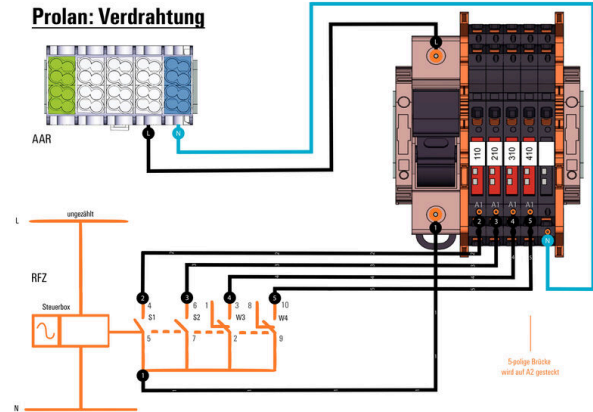 Prolan: Verdrahtung
AAR
L
N
L
110
210
310
410
A1 A1 A1 A1
2 3 4 5
1
N
L
ungezählt
RFZ
Steuerbox
2 3 4 5
4 6 1 3 8 10
S1 S2 W3 W4
5 7 2 9
1
N
5-polige Brücke
wird auf A2 gesteckt